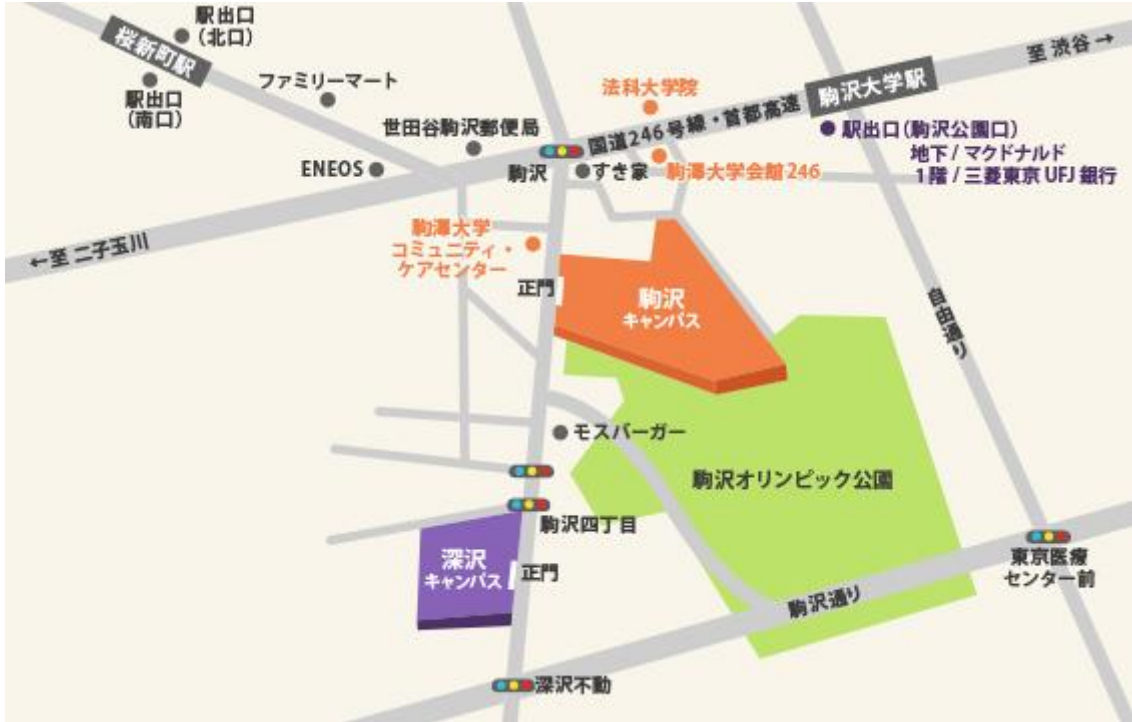 駅出口
(北口)
桜新町駅
駅出口
(南口)
ファミリーマート
世田谷駒沢郵便局
ENEOS
←至 二子玉川
法科大学院
国道246号線・首都高速
駒沢大学駅
至 渋谷→
駅出口(駒沢公園口)
地下/マクドナルド
1階/三菱東京UFJ銀行
駒沢
すき家
駒澤大学会館246
駒澤大学
コミュニティ・
ケアセンター
正門
駒沢
キャンパス
自由通り
モスバーガー
駒沢オリンピック公園
駒沢四丁目
深沢
キャンパス
正門
東京医療
センター前
駒沢通り
深沢不動